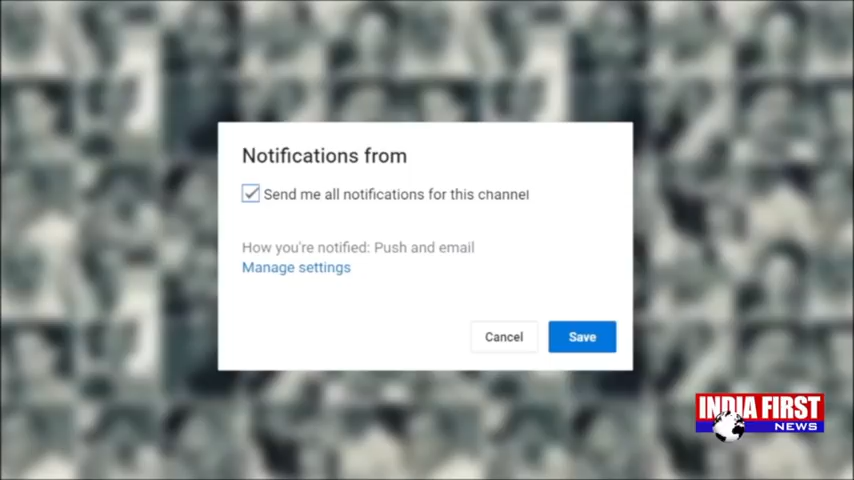 Notifications from
Send me all notifications for this channel
How you're notified: Push and email
Manage settings
Cancel
Save
INDIA FIRST
NEWS